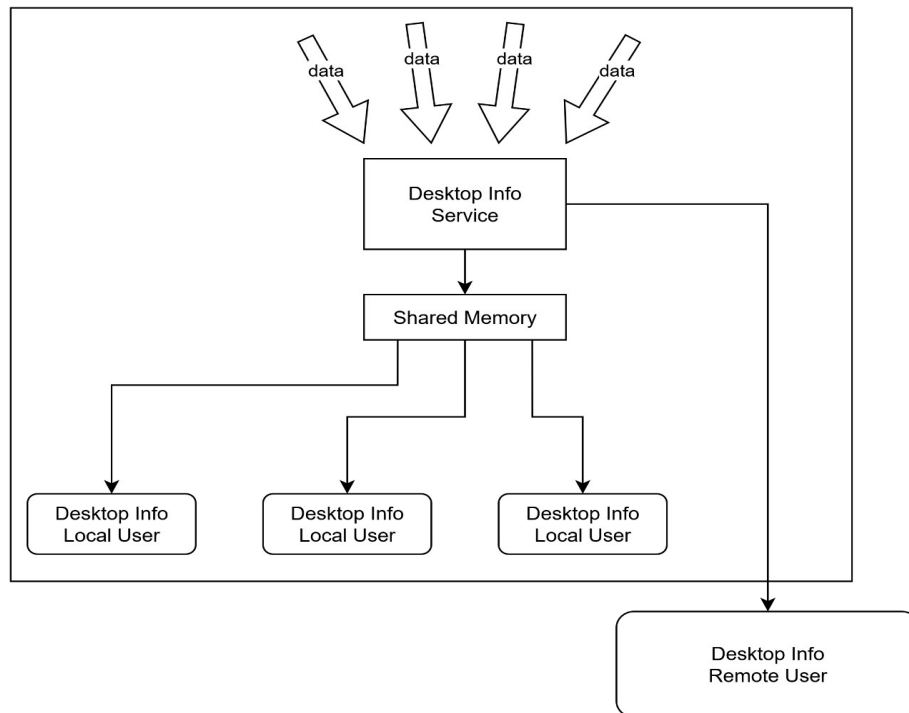 data
data
data
data
Desktop Info
Service
Shared Memory
Desktop Info
Local User
Desktop Info
Local User
Desktop Info
Local User
Desktop Info
Remote User